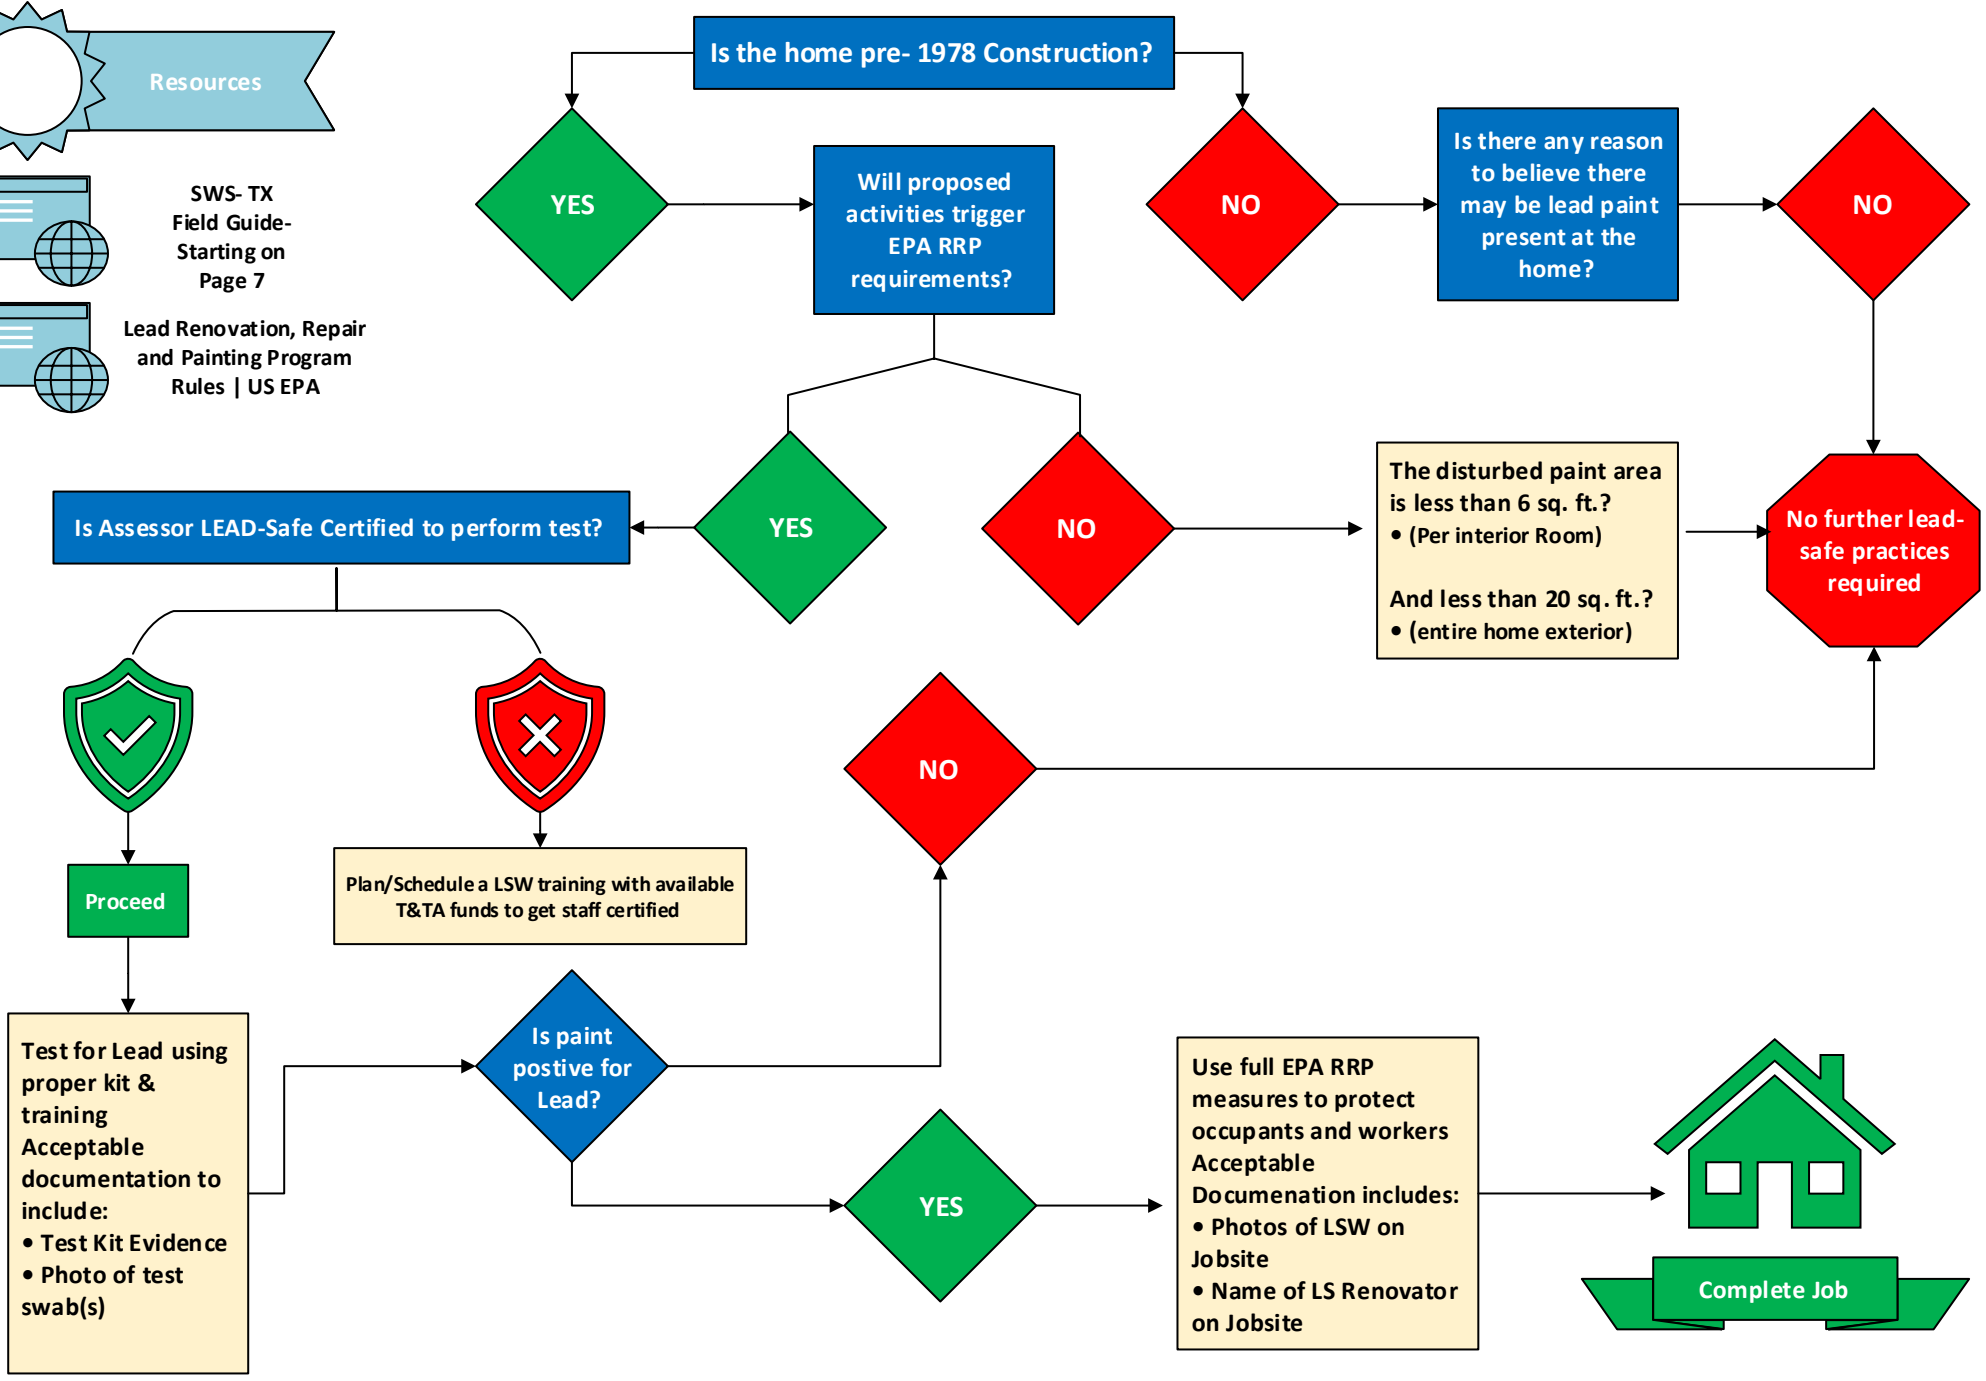 Resources
SWS- TX
Field Guide-
Starting on
Page 7
Lead Renovation, Repair
and Painting Program
Rules | US EPA
Is the home pre- 1978 Construction?
YES
Will proposed
activities trigger
EPA RRP
requirements?
NO
Is there any reason
to believe there
may be lead paint
present at the
home?
NO
Is Assessor LEAD-Safe Certified to perform test?
YES
NO
The disturbed paint area
is less than 6 sq. ft.?
• (Per interior Room)
And less than 20 sq. ft.?
• (entire home exterior)
No further lead-
safe practices
required
NO
Proceed
Plan/Schedule a LSW training with available
T&TA funds to get staff certified
Test for Lead using
proper kit &
training
Acceptable
documentation to
include:
• Test Kit Evidence
• Photo of test
swab(s)
Is paint
postive for
Lead?
YES
Use full EPA RRP
measures to protect
occupants and workers
Acceptable
Documenation includes:
• Photos of LSW on
Jobsite
• Name of LS Renovator
on Jobsite
Complete Job